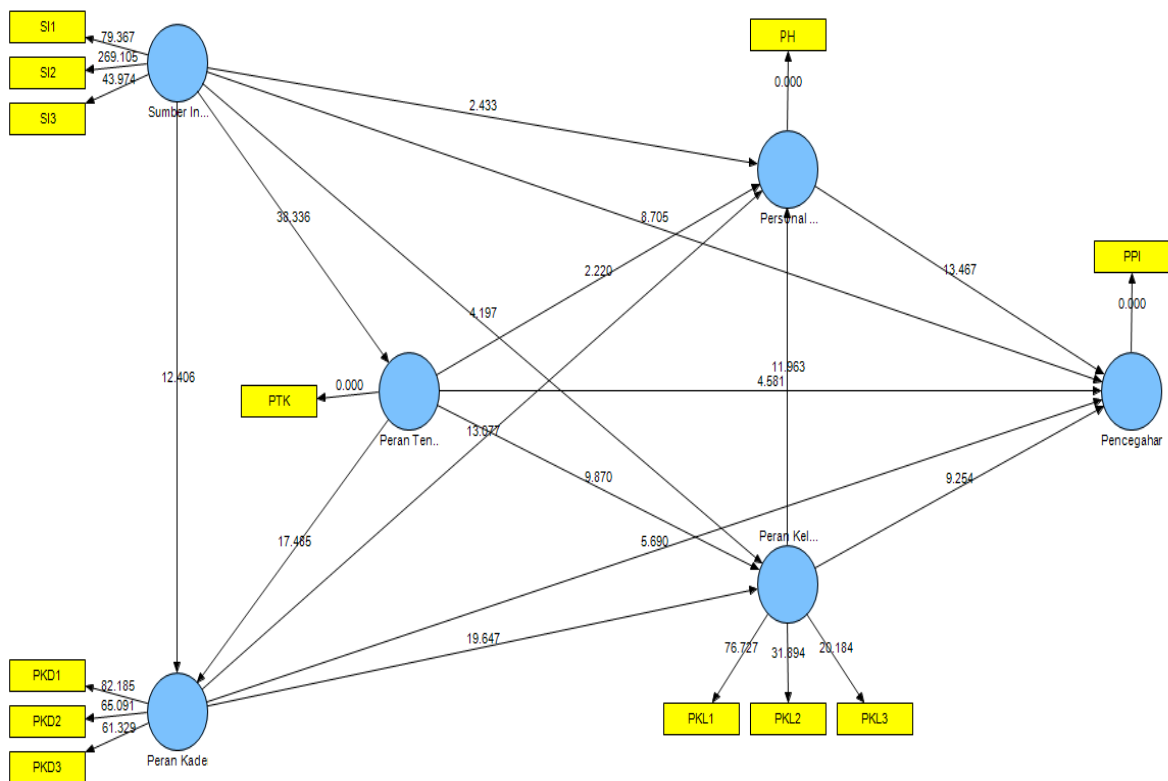 SI1
79.367
SI2
269.105
SI3
43.974
Sumber In...
PH
0.000
2.433
Personal ...
38.336
8.705
2.220
13.467
PPI
0.000
4.197
12.406
11.963
4.581
PTK
0.000
Peran Ten..
Pencegahar
13.077
9.870
9.254
17.485
5.690
Peran Kel...
19.647
76.727
31.894
20.184
PKD1
82.185
PKD2
65.091
PKD3
61.329
Peran Kade
PKL1
PKL2
PKL3